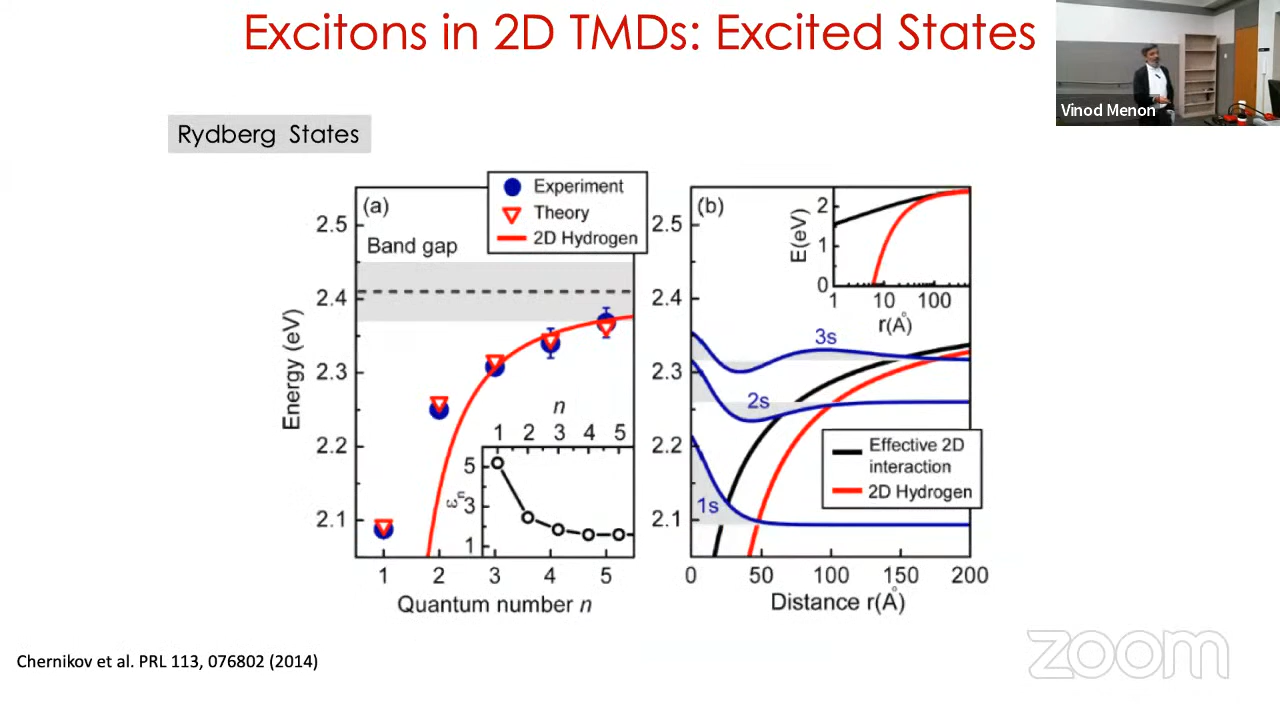 Excitons in 2D TMDs: Excited States
Vinod Menon
Rydberg States
(a)
Experiment
Theory
2D Hydrogen
Band gap
2.5
2.4
2.3
2.2
2.1
Energy (eV)
n
1 2 3 4 5
5
3
1
εn
1 2 3 4 5
Quantum number n
(b)
2.5
2.4
2.3
2.2
2.1
E(eV)
2
1
0
1 10 100
r(Å)
3s
2s
1s
Effective 2D
interaction
2D Hydrogen
0 50 100 150 200
Distance r(Å)
Chernikov et al. PRL 113, 076802 (2014)
zoom